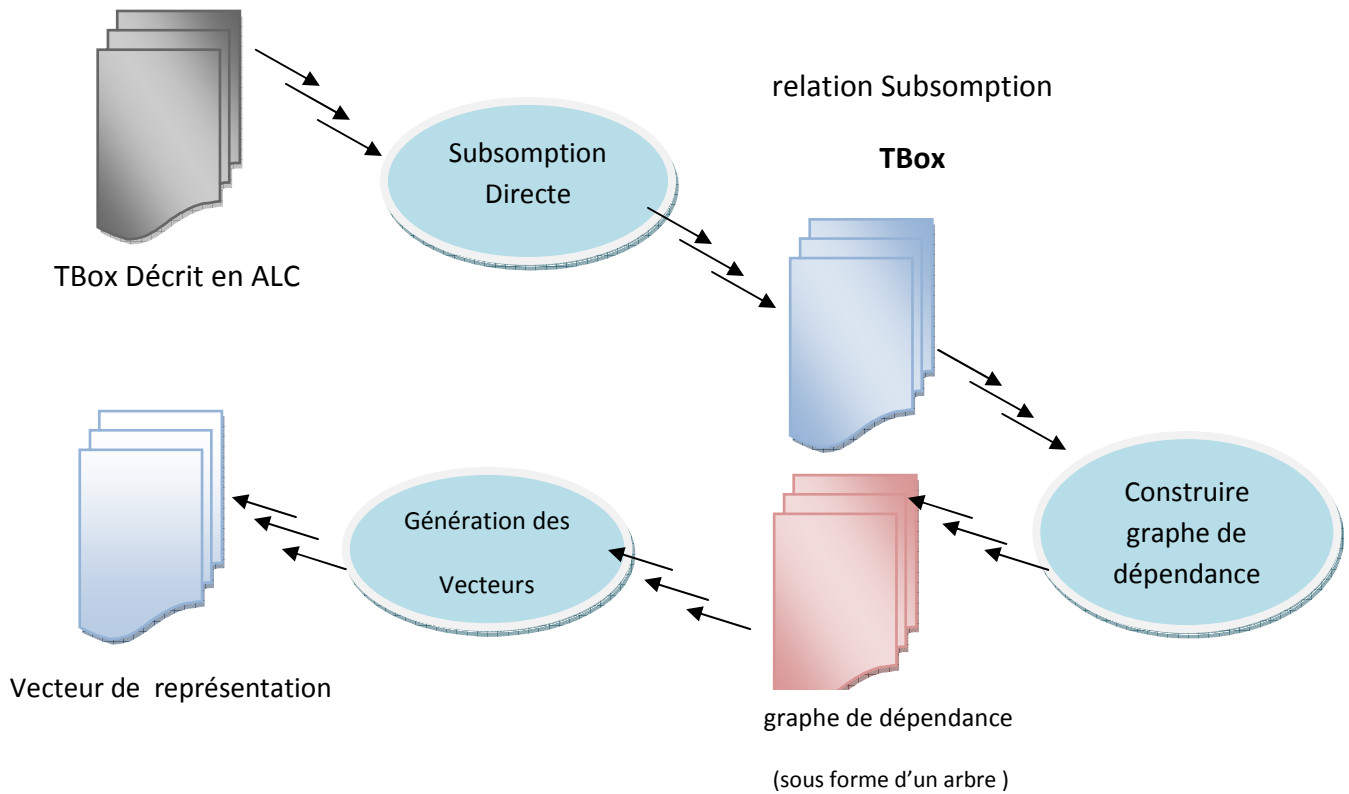 relation Subsomption
TBox
Subsomption
Directe
TBox Décrit en ALC
Construire
graphe de
dépendance
Génération des
Vecteurs
Vecteur de représentation
graphe de dépendance
(sous forme d'un arbre )